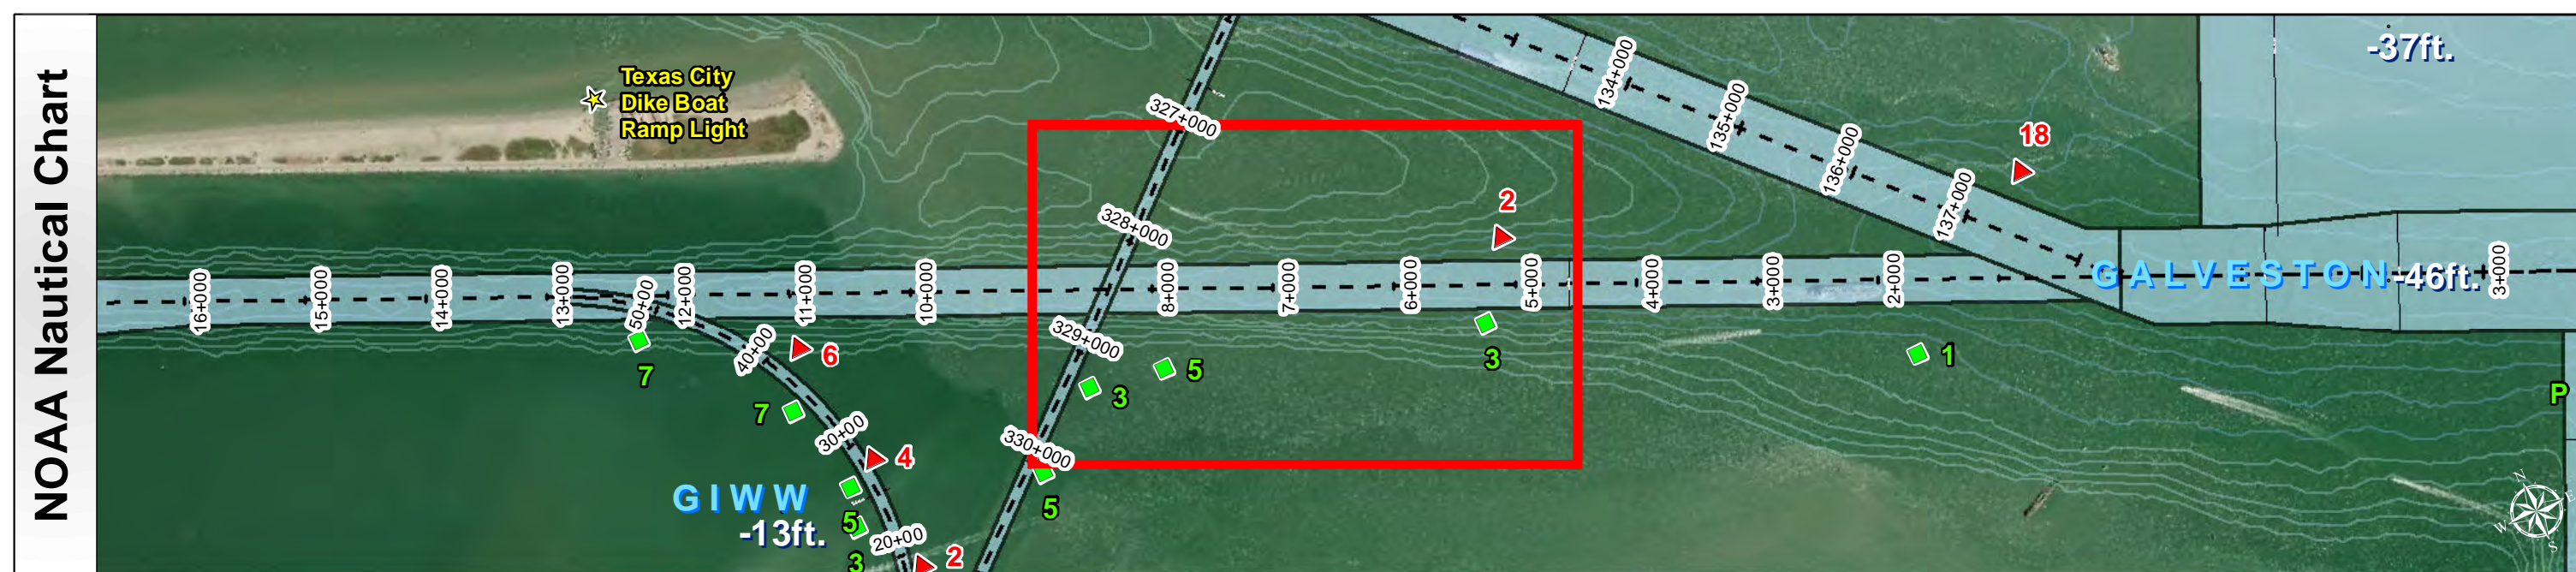 NOAA Nautical Chart
Texas City
Dike Boat
Ramp Light
-37ft.
134+000
135+000
136+000
137+000
18
327+000
328+000
329+000
330+000
2
16+000
15+000
14+000
13+000
50+00
12+000
11+000
10+000
8+000
7+000
6+000
5+000
4+000
3+000
2+000
GALVESTON
-46ft.
3+000
7
40+00
6
7
30+00
4
3
5
3
1
P
5
GIWW
-13ft.
5
3
20+00
2
N
E
S
W